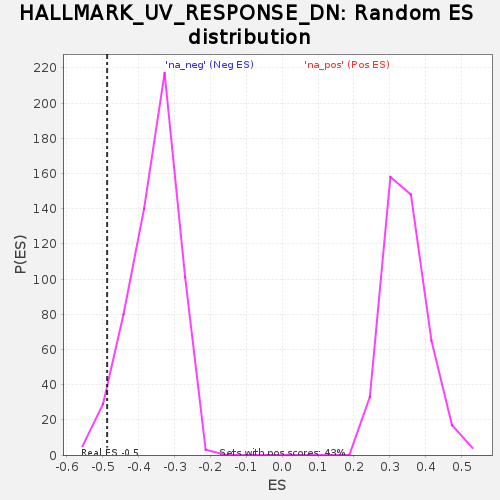 HALLMARK_UV_RESPONSE_DN: Random ES
distribution
'na_neg' (Neg ES)
'na_pos' (Pos ES)
220
200
180
160
140
120
100
80
60
40
20
0
P(ES)
Real ES -0.5
Sets with pos scores: 43%
-0.6 -0.5 -0.4 -0.3 -0.2 -0.1 0.0 0.1 0.2 0.3 0.4 0.5
ES